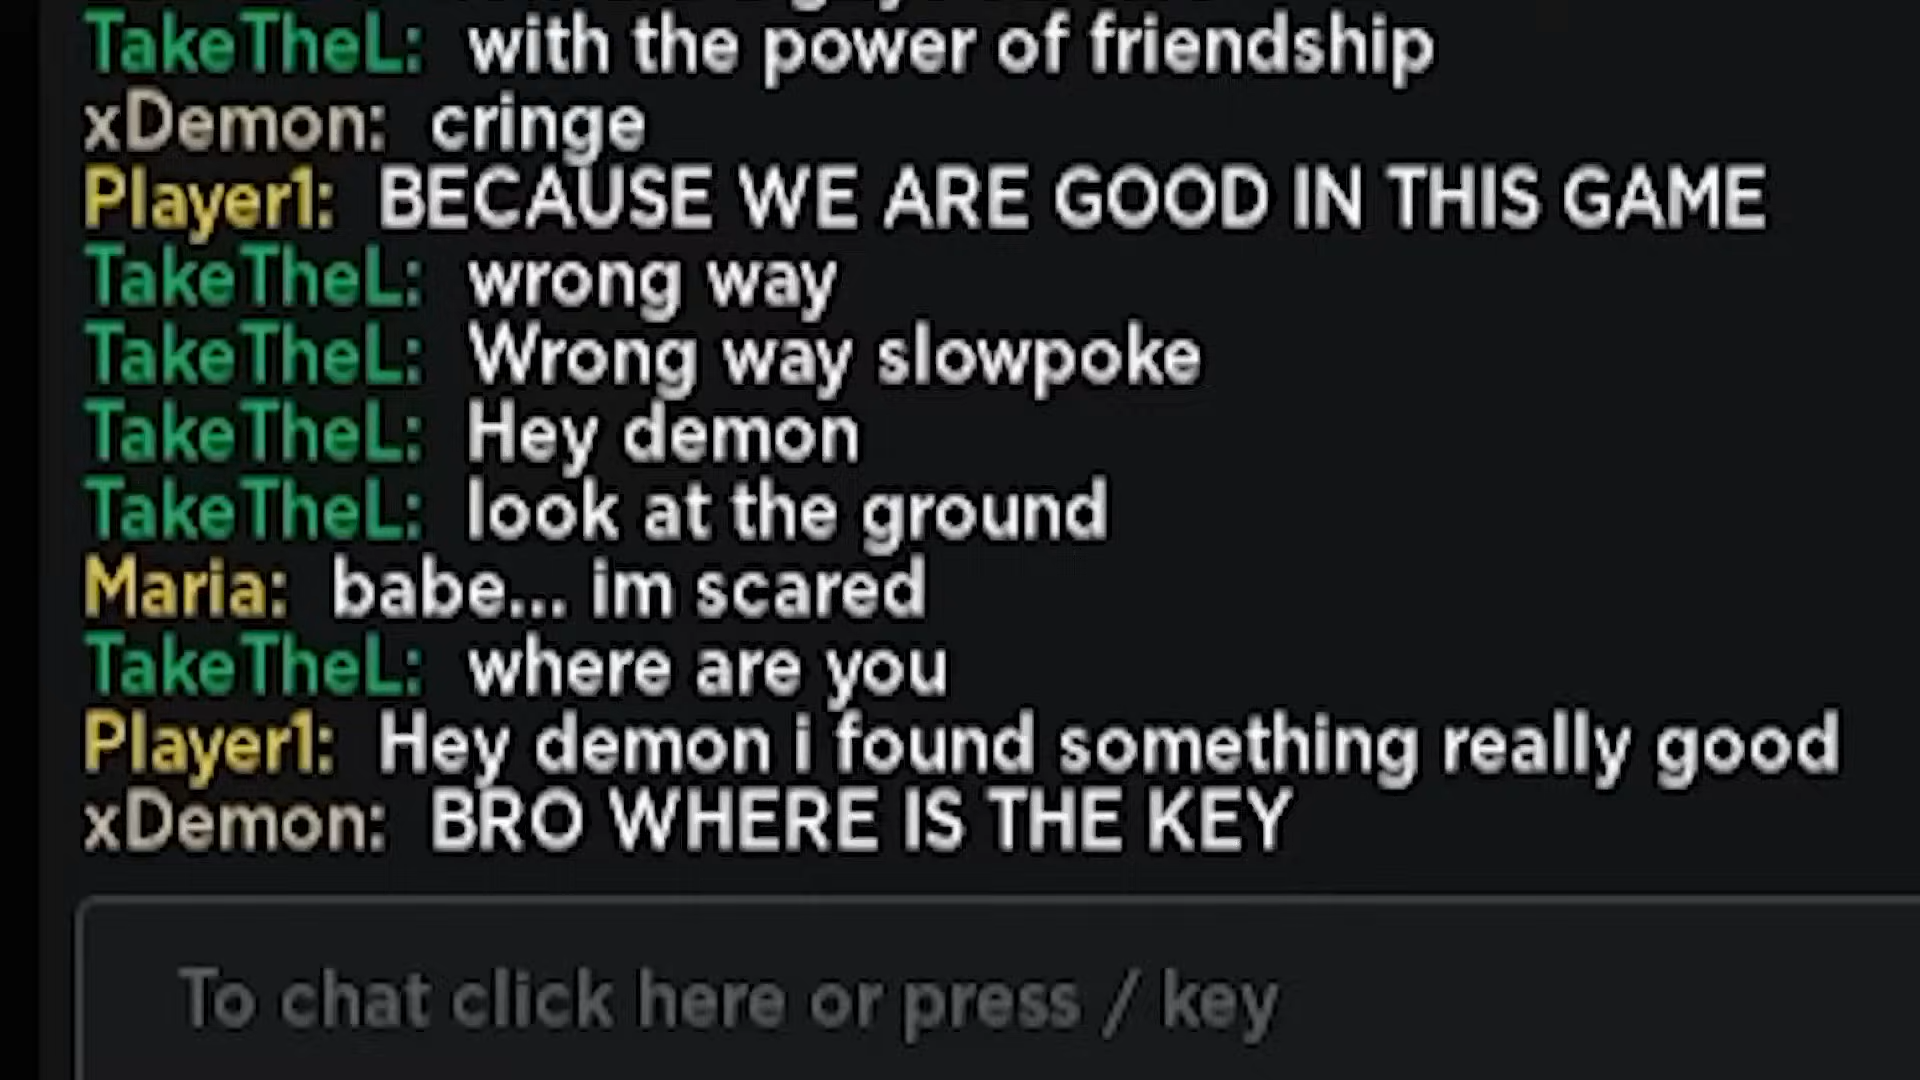 TakeTheL: with the power of friendship
xDemon: cringe
Player1: BECAUSE WE ARE GOOD IN THIS GAME
TakeTheL: wrong way
TakeTheL: Wrong way slowpoke
TakeTheL: Hey demon
TakeTheL: look at the ground
Maria: babe... im scared
TakeTheL: where are you
Player1: Hey demon i found something really good
xDemon: BRO WHERE IS THE KEY
To chat click here or press / key